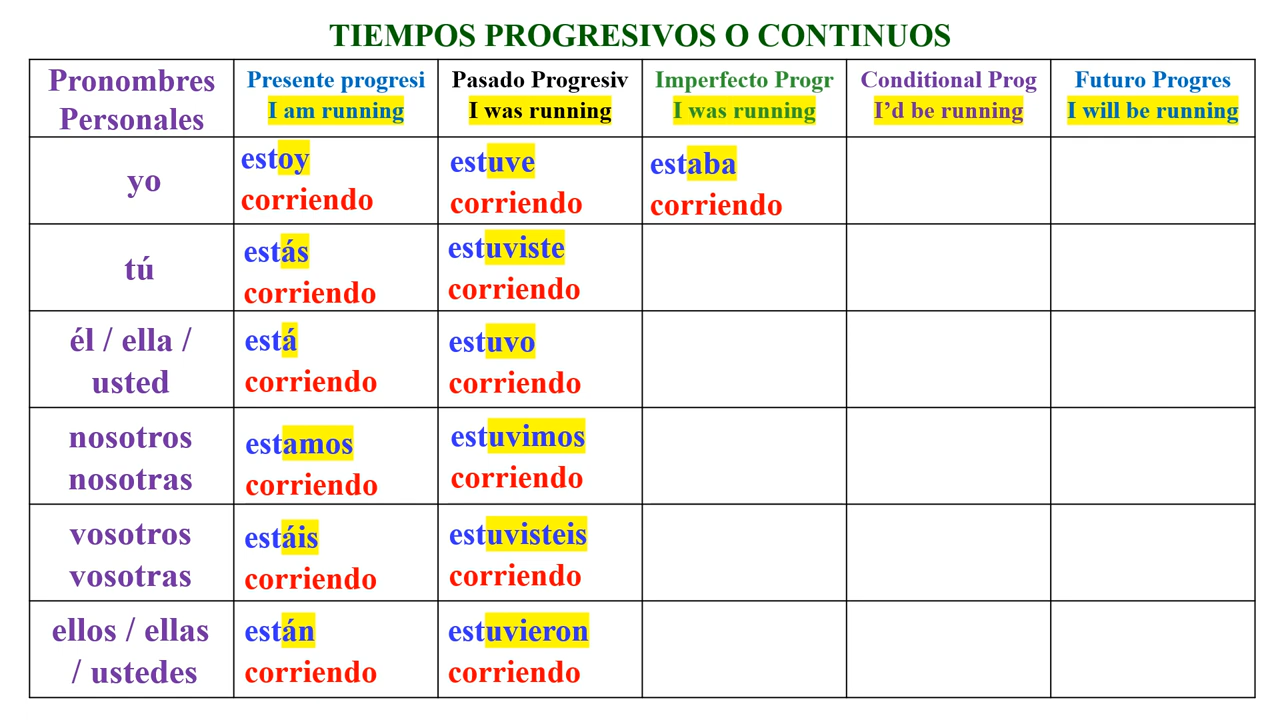 TIEMPOS PROGRESIVOS O CONTINUOS
Pronombres
Personales
Presente progresi
I am running
Pasado Progresiv
I was running
Imperfecto Progr
I was running
Conditional Prog
I'd be running
Futuro Progres
I will be running
yo
estoy
corriendo
estuve
corriendo
estaba
corriendo
tú
estás
corriendo
estuviste
corriendo
él / ella /
usted
está
corriendo
estuvo
corriendo
nosotros
nosotras
estamos
corriendo
estuvimos
corriendo
vosotros
vosotras
estáis
corriendo
estuvisteis
corriendo
ellos / ellas
/ ustedes
están
corriendo
estuvieron
corriendo